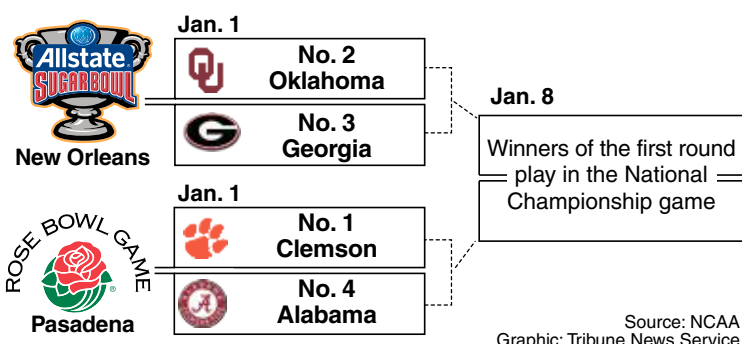 Jan. 1
Allstate
SUGAR BOWL
New Orleans
OU
No. 2
Oklahoma
G
No. 3
Georgia
Jan. 1
ROSE BOWL GAME
Pasadena
No. 1
Clemson
A
No. 4
Alabama
Jan. 8
Winners of the first round
play in the National
Championship game
Source: NCAA
Graphic: Tribune News Service